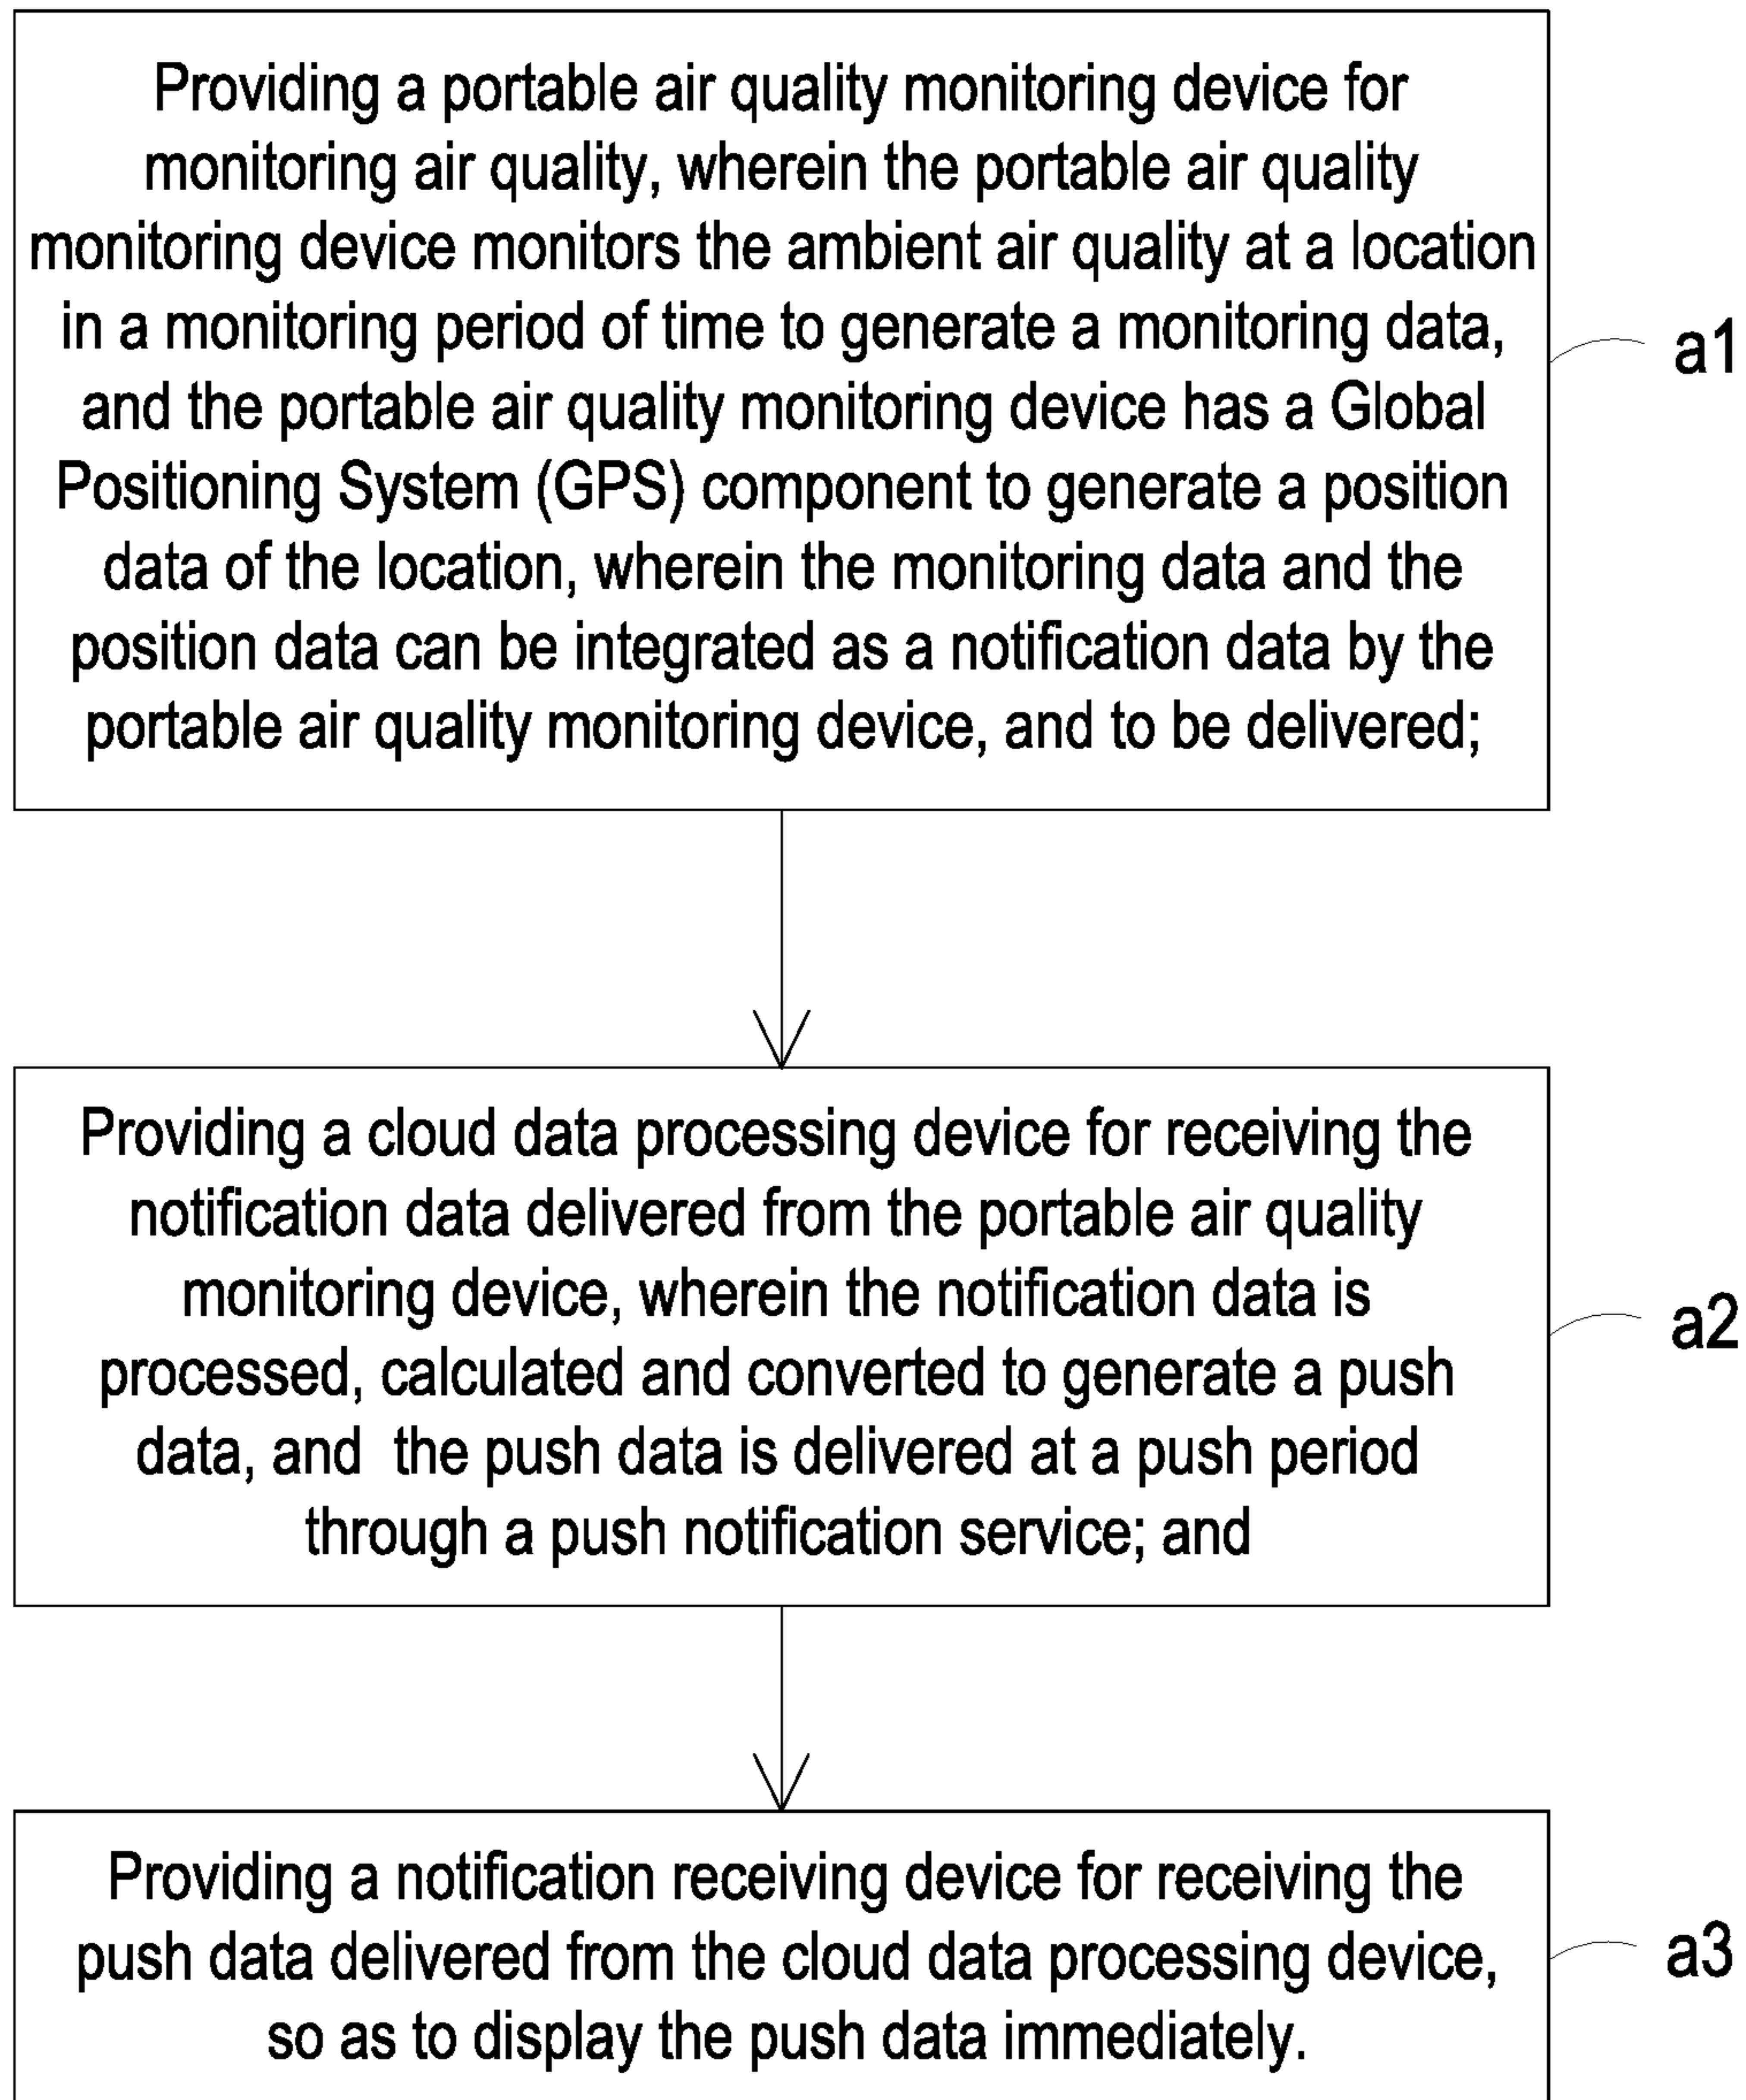 Providing a portable air quality monitoring device for
monitoring air quality, wherein the portable air quality
monitoring device monitors the ambient air quality at a location
in a monitoring period of time to generate a monitoring data,
and the portable air quality monitoring device has a Global
Positioning System (GPS) component to generate a position
data of the location, wherein the monitoring data and the
position data can be integrated as a notification data by the
portable air quality monitoring device, and to be delivered;
a1
Providing a cloud data processing device for receiving the
notification data delivered from the portable air quality
monitoring device, wherein the notification data is
processed, calculated and converted to generate a push
data, and  the push data is delivered at a push period
through a push notification service; and
a2
Providing a notification receiving device for receiving the
push data delivered from the cloud data processing device,
so as to display the push data immediately.
a3